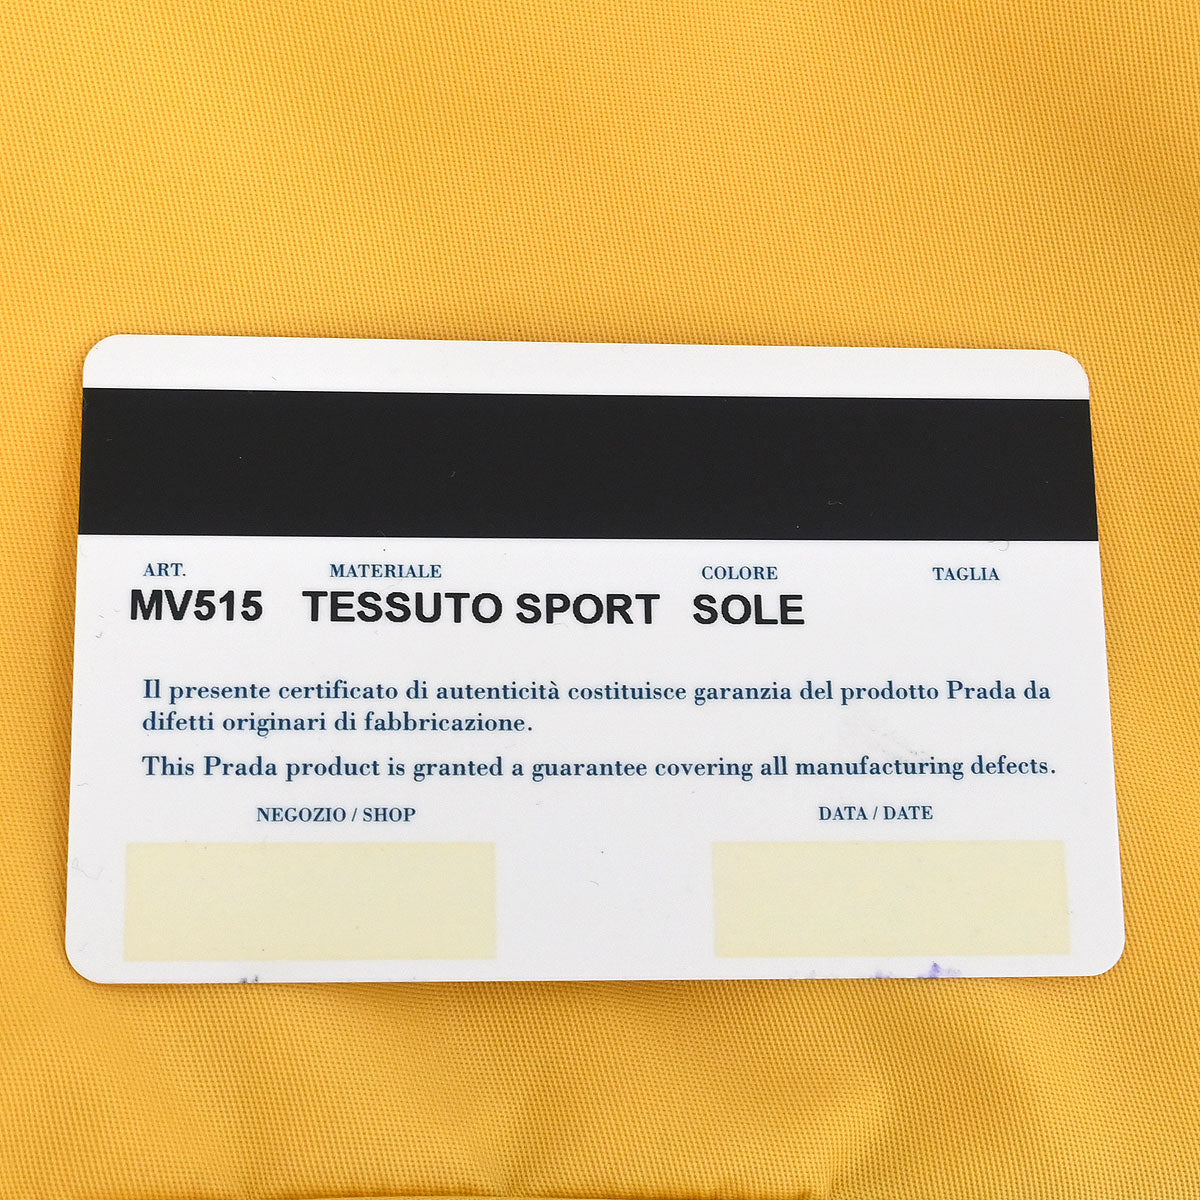 ART. MATERIALE COLORE TAGLIA
MV515 TESSUTO SPORT SOLE
Il presente certificato di autenticità costituisce garanzia del prodotto Prada da
difetti originari di fabbricazione.
This Prada product is granted a guarantee covering all manufacturing defects.
NEGOZIO / SHOP DATA / DATE